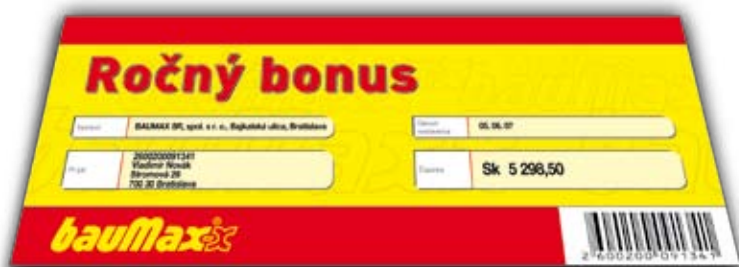 Ročný bonus
BAUMAX SR, spol. s r. o., Bajkalská ulica, Bratislava
05. 06. 07
2600200091341
Vladimír Novák
Stromová 26
700 30 Bratislava
Sk 5 298,50
bauMax
2 600200 091341